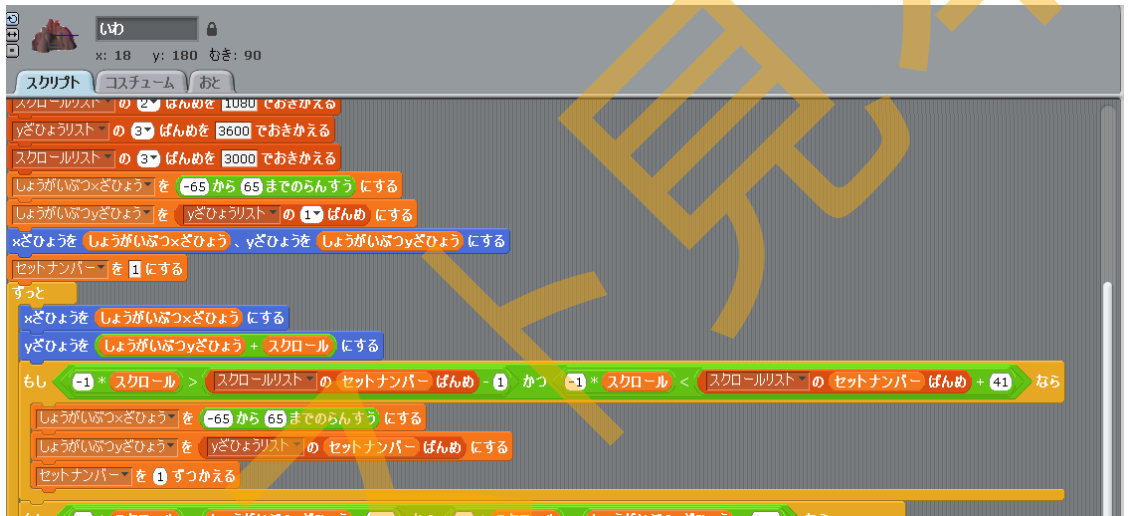 いわ
x: 18 y: 180 むき: 90
スクリプト コスチューム おと
スクロールリスト の 2 ばんめを 1080 でおきかえる
yざひょうリスト の 3 ばんめを 3600 でおきかえる
スクロールリスト の 3 ばんめを 3000 でおきかえる
しょうがいぶつxざひょう を -65 から 65 までのらんすう にする
しょうがいぶつyざひょう を yざひょうリスト の 1 ばんめ にする
xざひょうを しょうがいぶつxざひょう 、yざひょうを しょうがいぶつyざひょう にする
セットナンバー を 1 にする
ずっと
xざひょうを しょうがいぶつxざひょう にする
yざひょうを しょうがいぶつyざひょう + スクロール にする
もし -1 * スクロール > スクロールリスト の セットナンバー ばんめ - 1 かつ -1 * スクロール < スクロールリスト の セットナンバー ばんめ + 41 なら
しょうがいぶつxざひょう を -65 から 65 までのらんすう にする
しょうがいぶつyざひょう を yざひょうリスト の セットナンバー ばんめ にする
セットナンバー を 1 ずつかえる